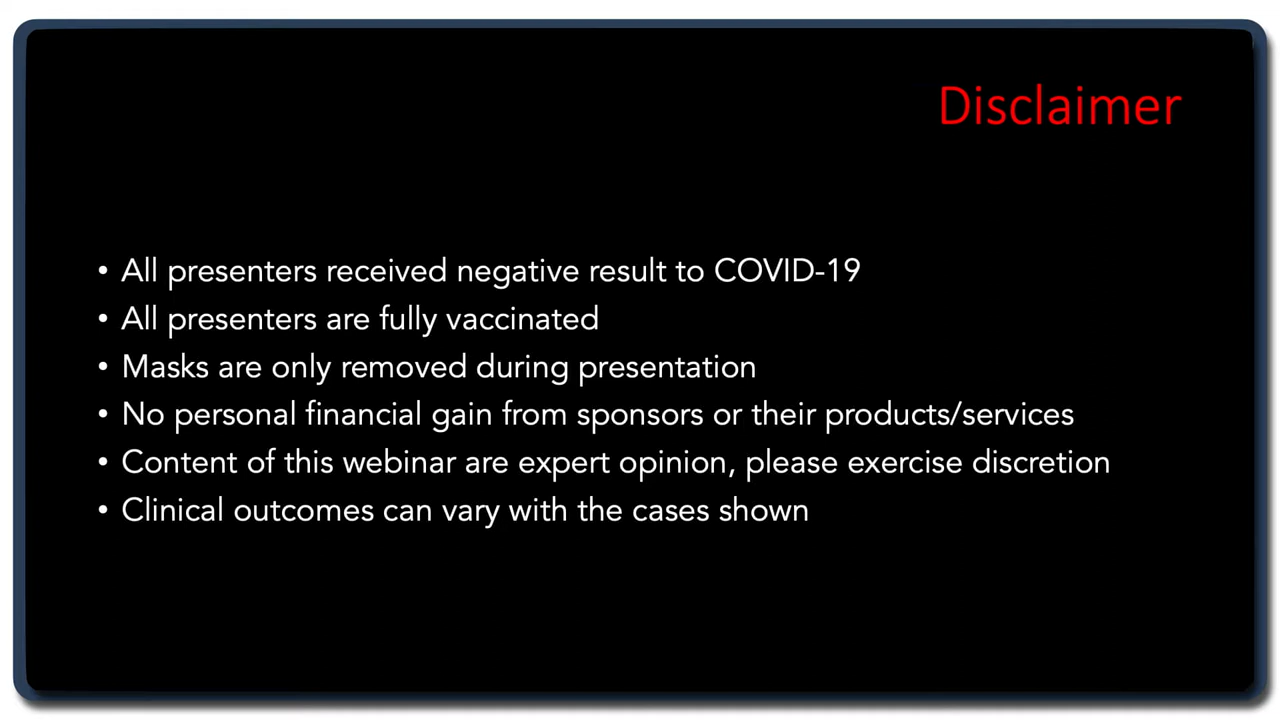 Disclaimer
• All presenters received negative result to COVID-19
• All presenters are fully vaccinated
• Masks are only removed during presentation
• No personal financial gain from sponsors or their products/services
• Content of this webinar are expert opinion, please exercise discretion
• Clinical outcomes can vary with the cases shown